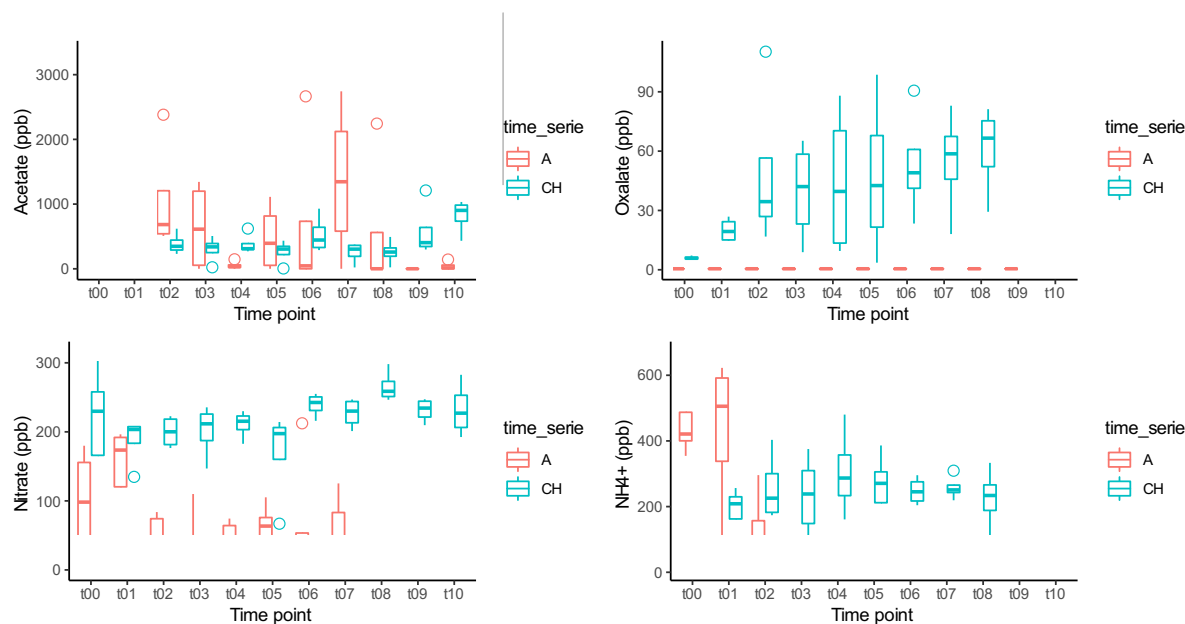 Acetate (ppb)
3000
2000
1000
0
t00 t01 t02 t03 t04 t05 t06 t07 t08 t09 t10
Time point
time_serie
A
CH
Oxalate (ppb)
90
60
30
0
t00 t01 t02 t03 t04 t05 t06 t07 t08 t09 t10
Time point
time_serie
A
CH
Nitrate (ppb)
300
200
100
0
t00 t01 t02 t03 t04 t05 t06 t07 t08 t09 t10
Time point
time_serie
A
CH
NH4+ (ppb)
600
400
200
0
t00 t01 t02 t03 t04 t05 t06 t07 t08 t09 t10
Time point
time_serie
A
CH